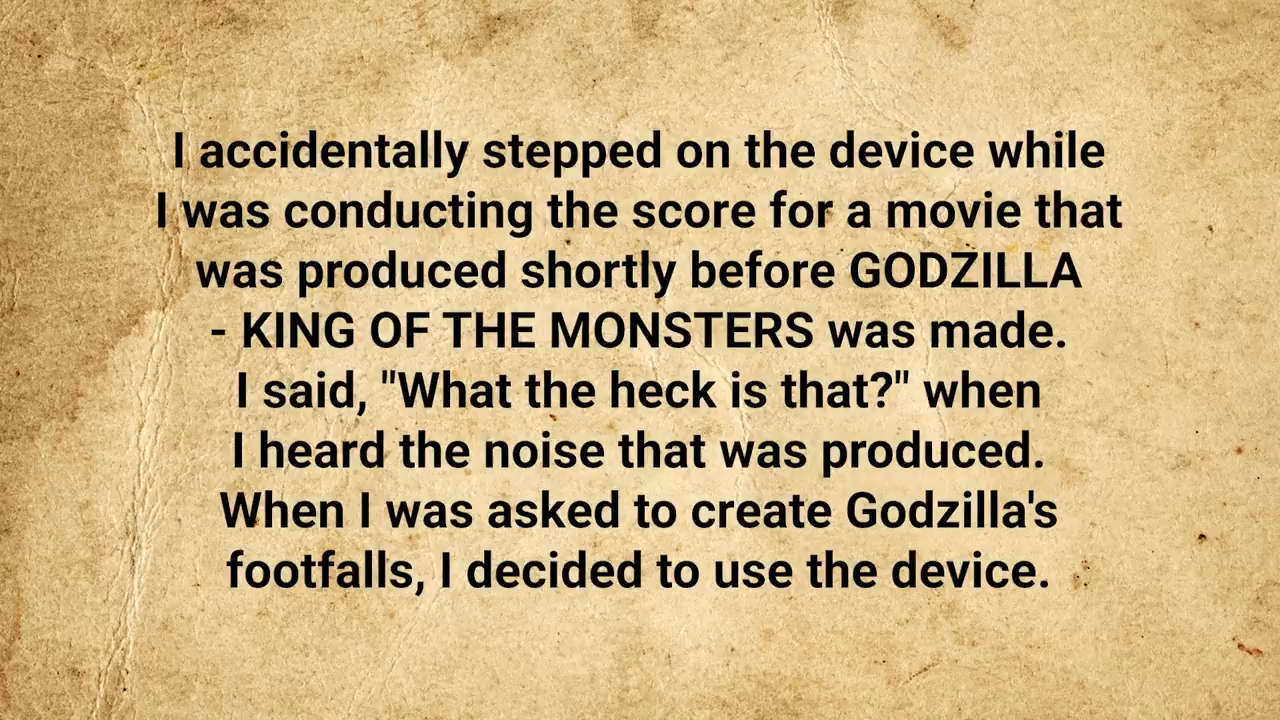 I accidentally stepped on the device while
I was conducting the score for a movie that
was produced shortly before GODZILLA
- KING OF THE MONSTERS was made.
I said, "What the heck is that?" when
I heard the noise that was produced.
When I was asked to create Godzilla's
footfalls, I decided to use the device.